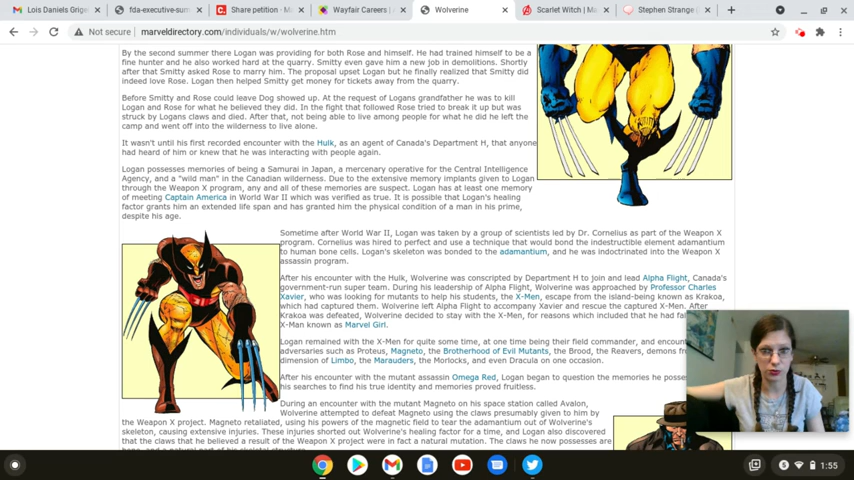 Lois Daniels Grigel
fda-executive-sum
Share petition · Mu
Wayfair Careers | A
Wolverine
Scarlet Witch | Ma
Stephen Strange |
Not secure | marveldirectory.org/individuals/w/wolverine.htm
By the second summer there Logan was providing for both Rose and himself. He had trained himself to be a
fine hunter and he also worked hard at the quarry. Smitty even gave him a new job in demolitions. Shortly
after that Smitty asked Rose to marry him. The proposal upset Logan but he finally realized that Smitty did
indeed love Rose. Logan then helped Smitty get money for tickets away from the quarry.
Before Smitty and Rose could leave Dog showed up. At the request of Logans grandfather he was to kill
Logan and Rose for what he believed they did. In the fight that followed Rose tried to break it up but was
struck by Logans claws and died. After that, not being able to live among people for what he did he left the
camp and went off into the wilderness to live alone.
It wasn't until his first recorded encounter with the Hulk, as an agent of Canada's Department H, that anyone
had heard of him or knew that he was interacting with people again.
Logan possesses memories of being a Samurai in Japan, a mercenary operative for the Central Intelligence
Agency, and a "wild man" in the Canadian wilderness. Due to the extensive memory implants given to Logan
through the Weapon X program, any and all of these memories are suspect. Logan has at least one memory
of meeting Captain America in World War II which was verified as true. It is possible that Logan's healing
factor grants him an extended life span and has granted him the physical condition of a man in his prime,
despite his age.
Sometime after World War II, Logan was taken by a group of scientists led by Dr. Cornelius as part of the Weapon X
program. Cornelius was hired to perfect and use a technique that would bond the indestructible element adamantium
to human bone cells. Logan's skeleton was bonded to the adamantium, and he was indoctrinated into the Weapon X
assassin program.
After his encounter with the Hulk, Wolverine was conscripted by Department H to join and lead Alpha Flight, Canada's
government-run super team. During his leadership of Alpha Flight, Wolverine was approached by Professor Charles
Xavier, who was looking for mutants to help his students, the X-Men, escape from the island-being known as Krakoa,
which had captured them. Wolverine left Alpha Flight to accompany Xavier and rescue the captured X-Men. After
Krakoa was defeated, Wolverine decided to stay with the X-Men, for reasons which included that he had fal
X-Man known as Marvel Girl.
Logan remained with the X-Men for quite some time, at one time being their field commander, and encoun
adversaries such as Proteus, Magneto, the Brotherhood of Evil Mutants, the Brood, the Reavers, demons fr
dimension of Limbo, the Marauders, the Morlocks, and even Dracula on one occasion.
After his encounter with the mutant assassin Omega Red, Logan began to question the memories he posse
his searches to find his true identity and memories proved fruitless.
During an encounter with the mutant Magneto on his space station called Avalon,
Wolverine attempted to defeat Magneto using the claws presumably given to him by
the Weapon X project. Magneto retaliated, using his powers of the magnetic field to tear the adamantium out of Wolverine's
skeleton, causing extensive injuries. These injuries shorted out Wolverine's healing factor for a time, and Logan also discovered
that the claws that he believed a result of the Weapon X project were in fact a natural mutation. The claws he now possesses are
1:55